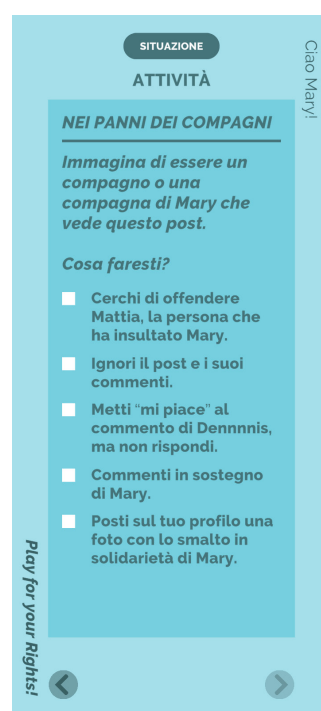 SITUAZIONE
Ciao Mary!
ATTIVITÀ
NEI PANNI DEI COMPAGNI
Immagina di essere un
compagno o una
compagna di Mary che
vede questo post.
Cosa faresti?
Cerchi di offendere
Mattia, la persona che
ha insultato Mary.
Ignori il post e i suoi
commenti.
Metti “mi piace” al
commento di Dennnnis,
ma non rispondi.
Commenti in sostegno
di Mary.
Posti sul tuo profilo una
foto con lo smalto in
solidarietà di Mary.
Play for your Rights!